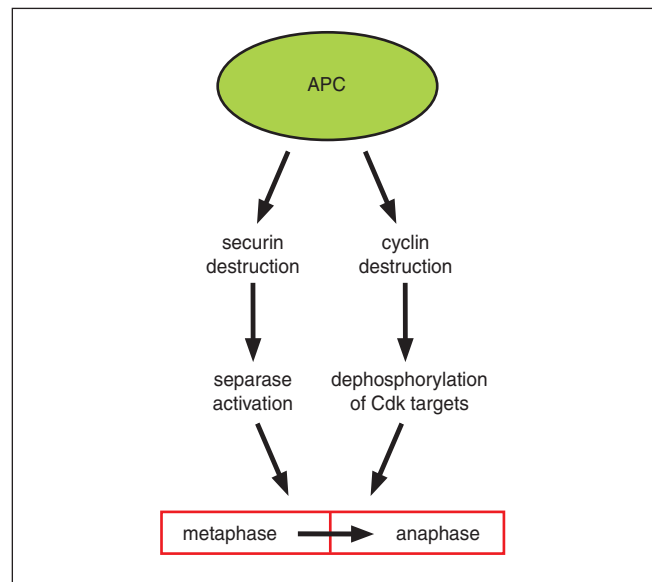 APC
securin
destruction
cyclin
destruction
separase
activation
dephosphorylation
of Cdk targets
metaphase
anaphase